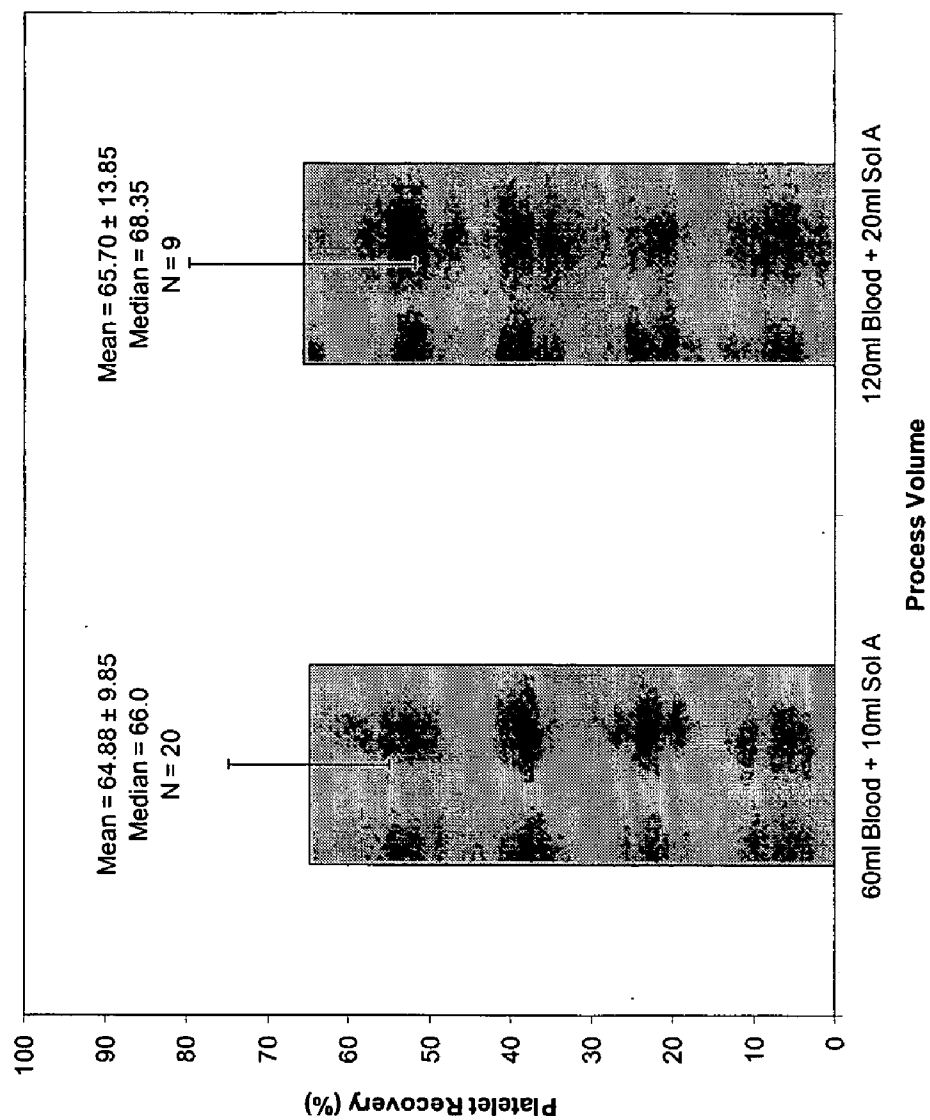 Mean = 64.88 ± 9.85
Median = 66.0
N = 20
Mean = 65.70 ± 13.85
Median = 68.35
N = 9
Platelet Recovery (%)
100
90
80
70
60
50
40
30
20
10
0
60ml Blood + 10ml Sol A
120ml Blood + 20ml Sol A
Process Volume